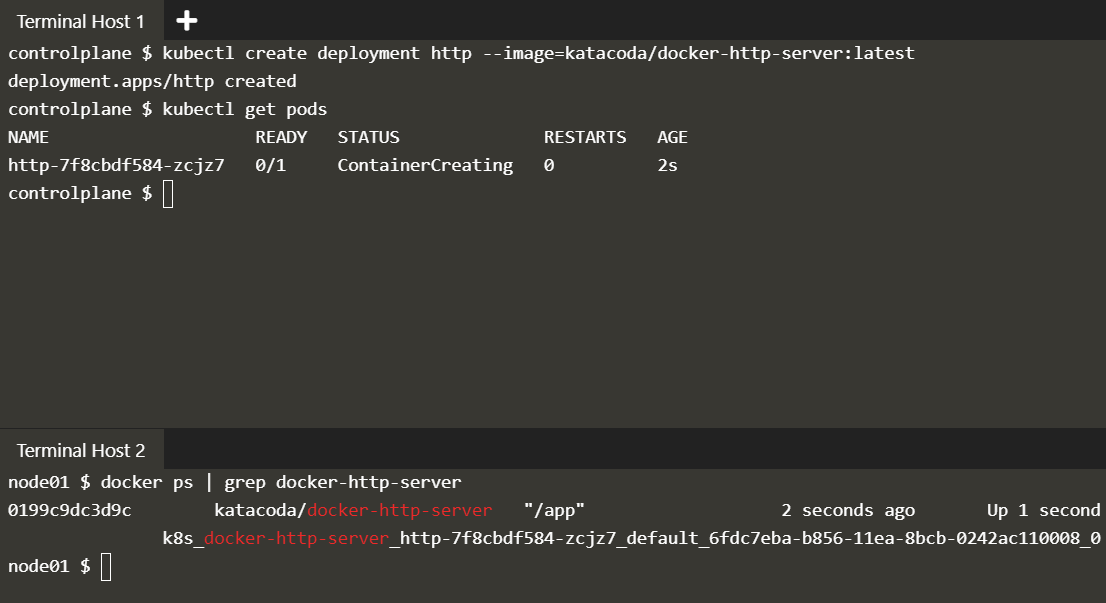 Terminal Host 1 +
controlplane $ kubectl create deployment http --image=katacoda/docker-http-server:latest
deployment.apps/http created
controlplane $ kubectl get pods
NAME                    READY   STATUS              RESTARTS   AGE
http-7f8cbdf584-zcjz7   0/1     ContainerCreating   0          2s
controlplane $
Terminal Host 2
node01 $ docker ps | grep docker-http-server
0199c9dc3d9c        katacoda/docker-http-server   "/app"                   2 seconds ago       Up 1 second
k8s_docker-http-server_http-7f8cbdf584-zcjz7_default_6fdc7eba-b856-11ea-8bcb-0242ac110008_0
node01 $